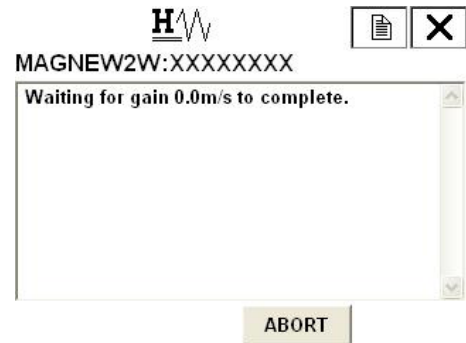 H
MAGNEW2W:XXXXXXXX
Waiting for gain 0.0m/s to complete.
ABORT